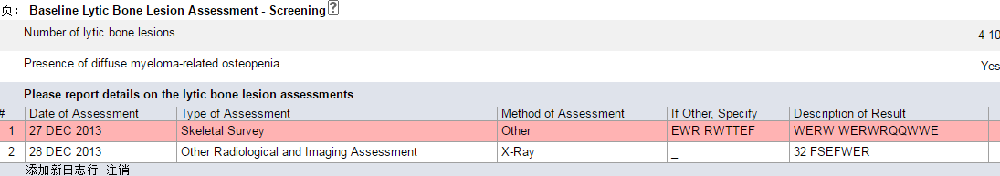 页： Baseline Lytic Bone Lesion Assessment - Screening ?
Number of lytic bone lesions 4-10
Presence of diffuse myeloma-related osteopenia Yes
Please report details on the lytic bone lesion assessments
# Date of Assessment Type of Assessment Method of Assessment If Other, Specify Description of Result
1 27 DEC 2013 Skeletal Survey Other EWR RWTTEF WERW WERWRQQWWE
2 28 DEC 2013 Other Radiological and Imaging Assessment X-Ray _ 32 FSEFWER
添加新日志行 注销